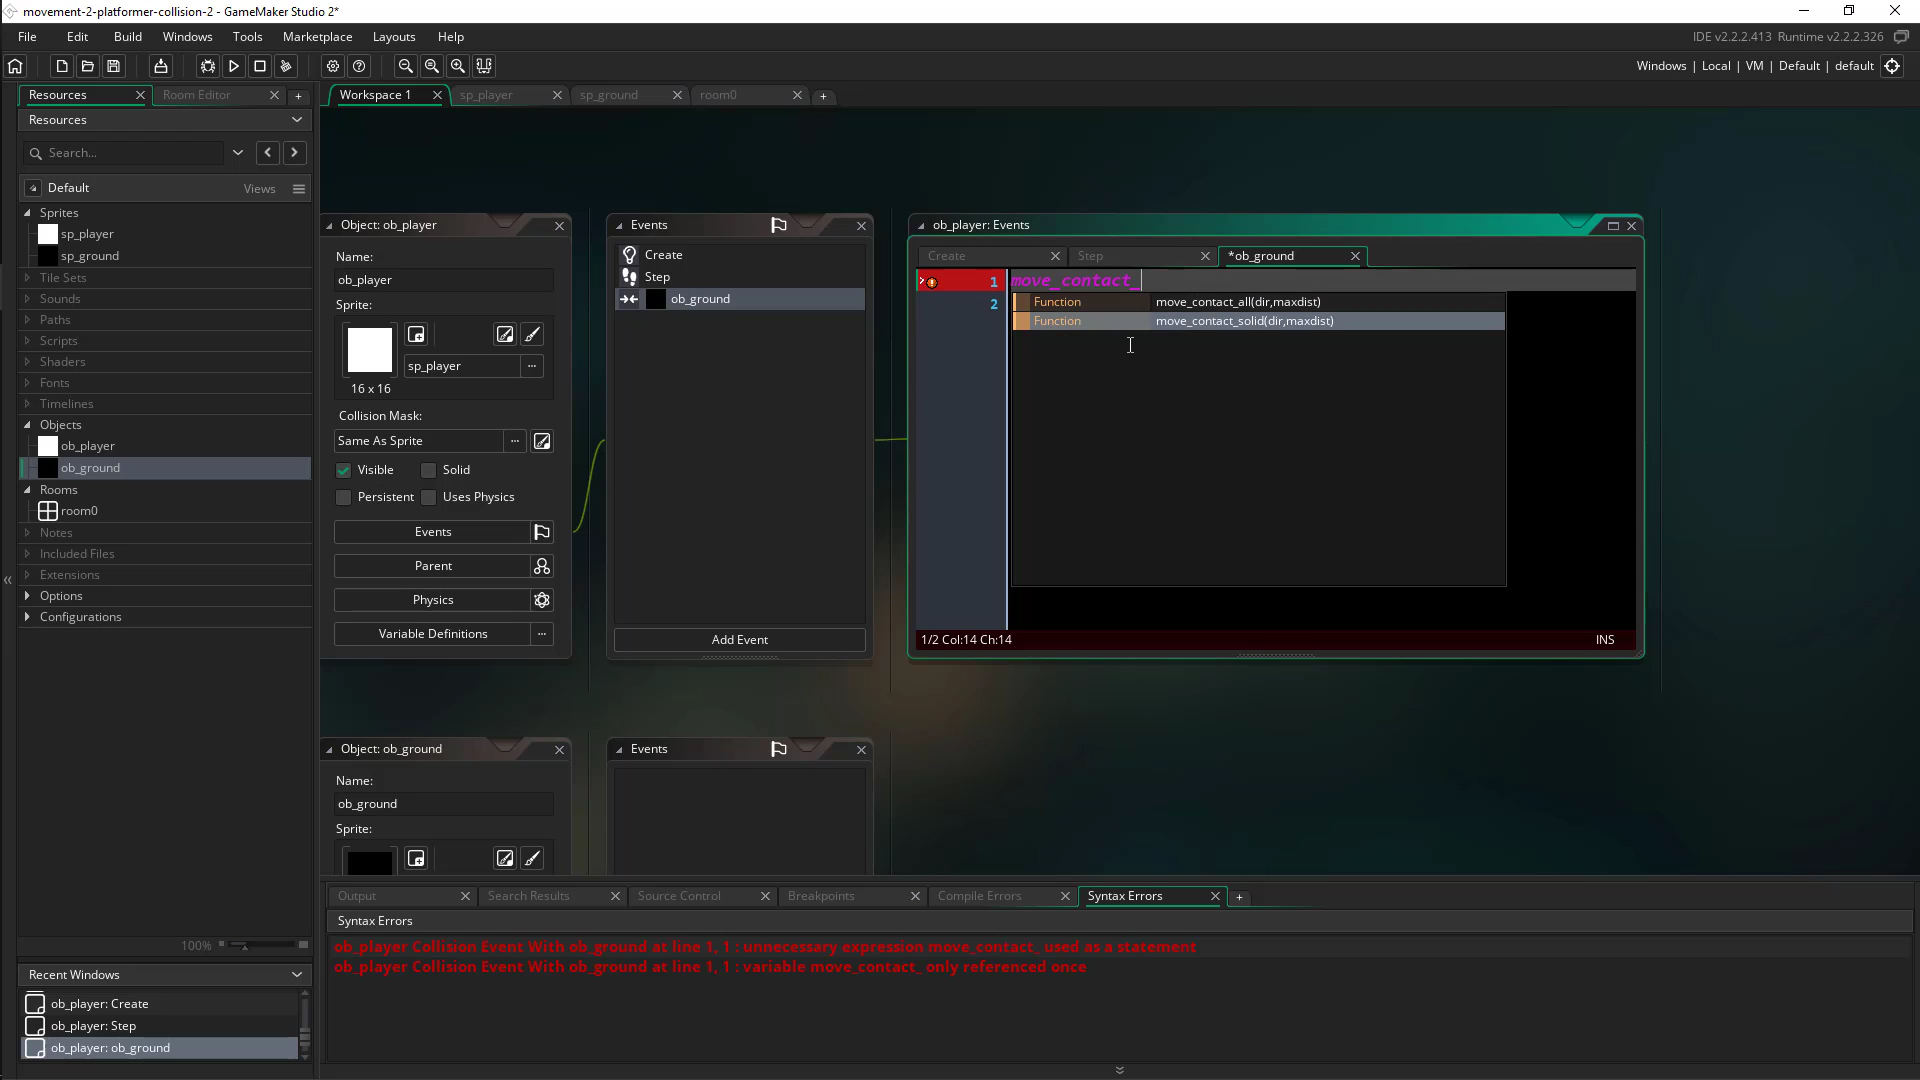 movement-2-platformer-collision-2 - GameMaker Studio 2*
File Edit Build Windows Tools Marketplace Layouts Help
IDE v2.2.2.413 Runtime v2.2.2.326
Windows | Local | VM | Default | default
Resources Room Editor +
Workspace 1 sp_player sp_ground room0 +
Resources
Search...
Default Views
Sprites
sp_player
sp_ground
Tile Sets
Sounds
Paths
Scripts
Shaders
Fonts
Timelines
Objects
ob_player
ob_ground
Rooms
room0
Notes
Included Files
Extensions
Options
Configurations
100%
Recent Windows
ob_player: Create
ob_player: Step
ob_player: ob_ground
Object: ob_player
Name:
ob_player
Sprite:
sp_player
16 x 16
Collision Mask:
Same As Sprite
Visible Solid
Persistent Uses Physics
Events
Parent
Physics
Variable Definitions
Events
Create
Step
ob_ground
Add Event
ob_player: Events
Create Step *ob_ground
1 move_contact_
2
Function move_contact_all(dir,maxdist)
Function move_contact_solid(dir,maxdist)
1/2 Col:14 Ch:14 INS
Object: ob_ground
Name:
ob_ground
Sprite:
Events
Output Search Results Source Control Breakpoints Compile Errors Syntax Errors +
Syntax Errors
ob_player Collision Event With ob_ground at line 1, 1 : unnecessary expression move_contact_ used as a statement
ob_player Collision Event With ob_ground at line 1, 1 : variable move_contact_ only referenced once